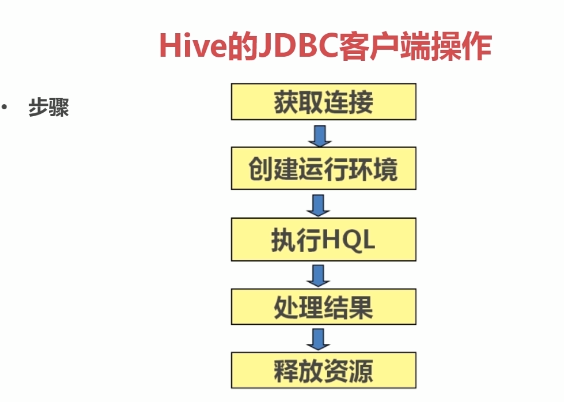 Hive的JDBC客户端操作
• 步骤
获取连接
创建运行环境
执行HQL
处理结果
释放资源